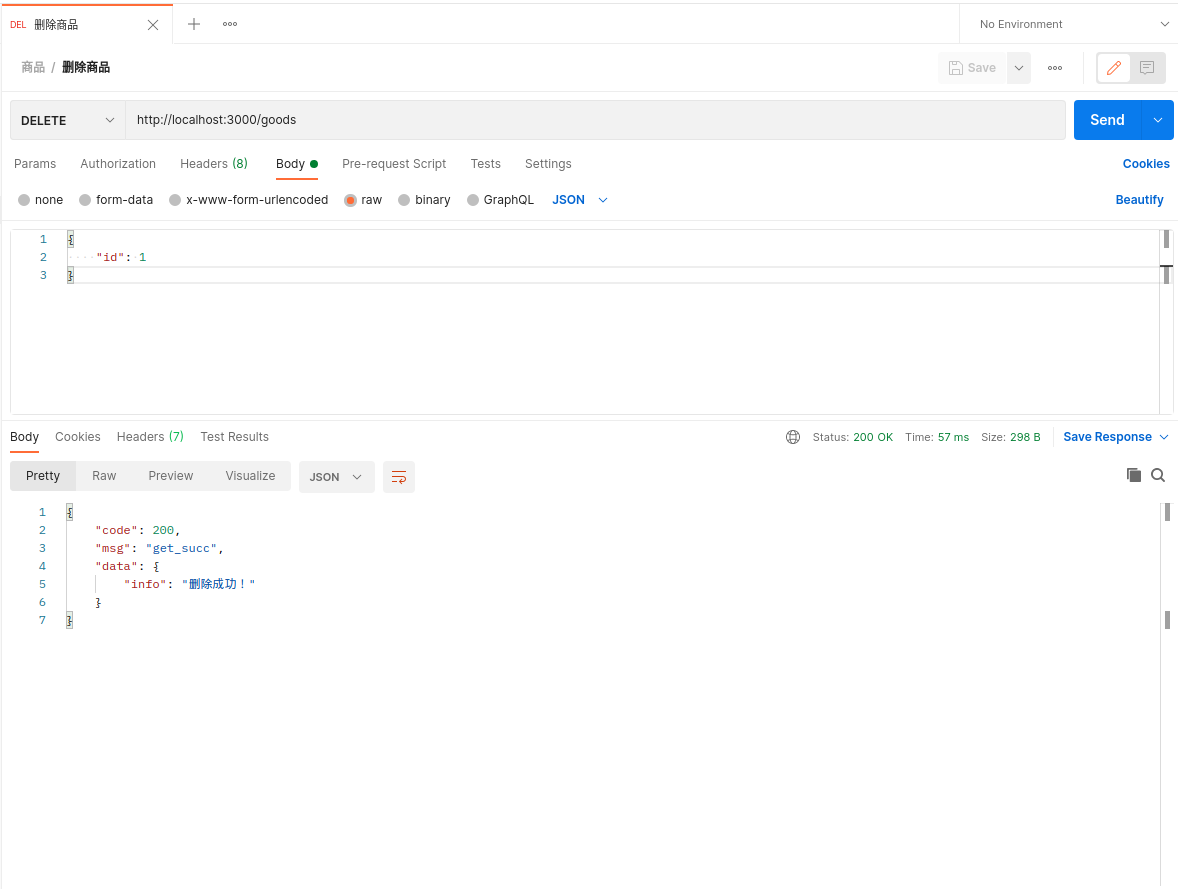 DEL 删除商品
No Environment
商品 / 删除商品
Save
DELETE http://localhost:3000/goods Send
Params Authorization Headers (8) Body Pre-request Script Tests Settings Cookies
none form-data x-www-form-urlencoded raw binary GraphQL JSON Beautify
1 {
2 "id": 1
3 }
Body Cookies Headers (7) Test Results Status: 200 OK Time: 57 ms Size: 298 B Save Response
Pretty Raw Preview Visualize JSON
1 {
2 "code": 200,
3 "msg": "get_succ",
4 "data": {
5 "info": "删除成功！"
6 }
7 }